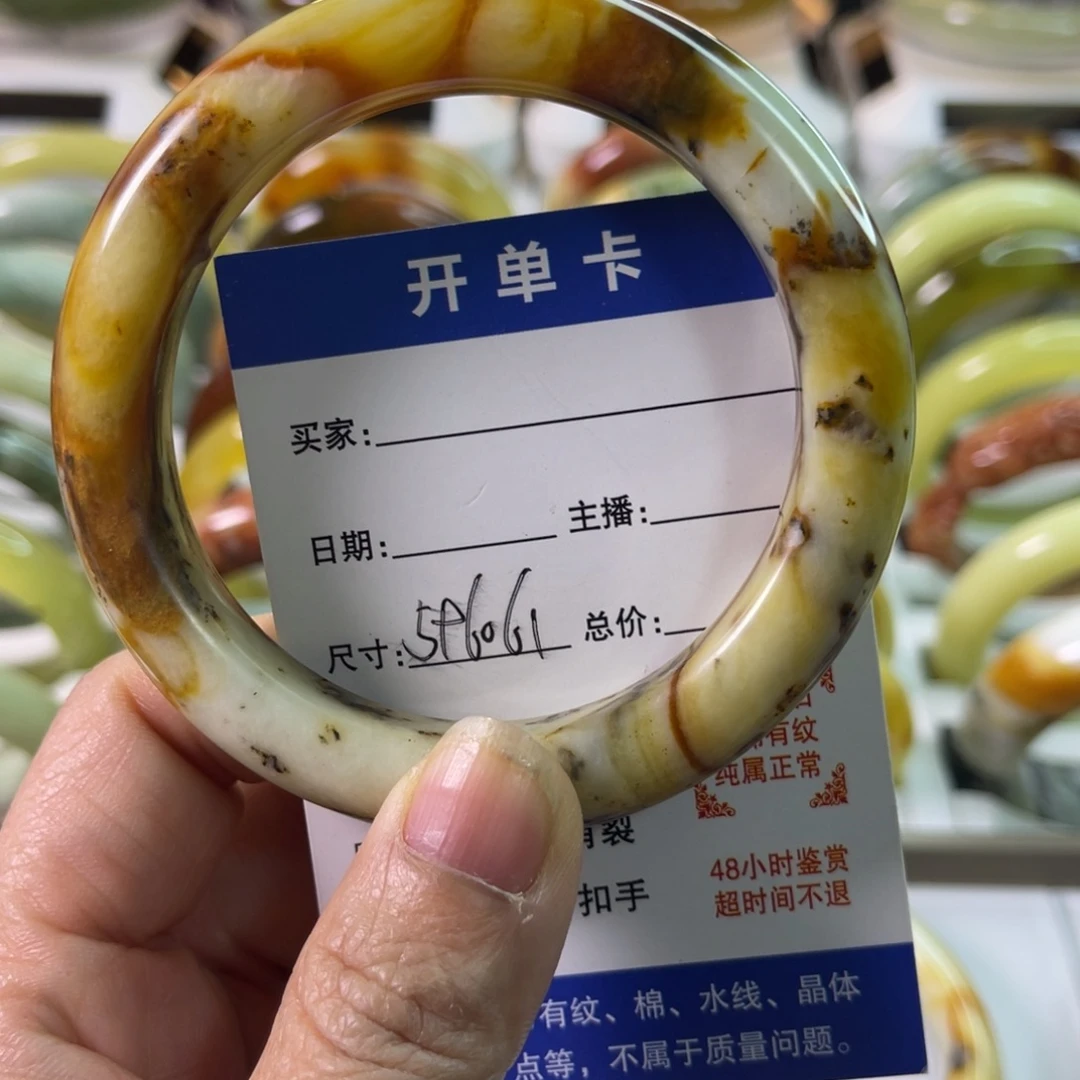 开单卡
买家:
日期: 主播:
尺寸: 596061 总价:
有纹
纯属正常
裂
扣手
48小时鉴赏
超时间不退
有纹、棉、水线、晶体
点等，不属于质量问题。